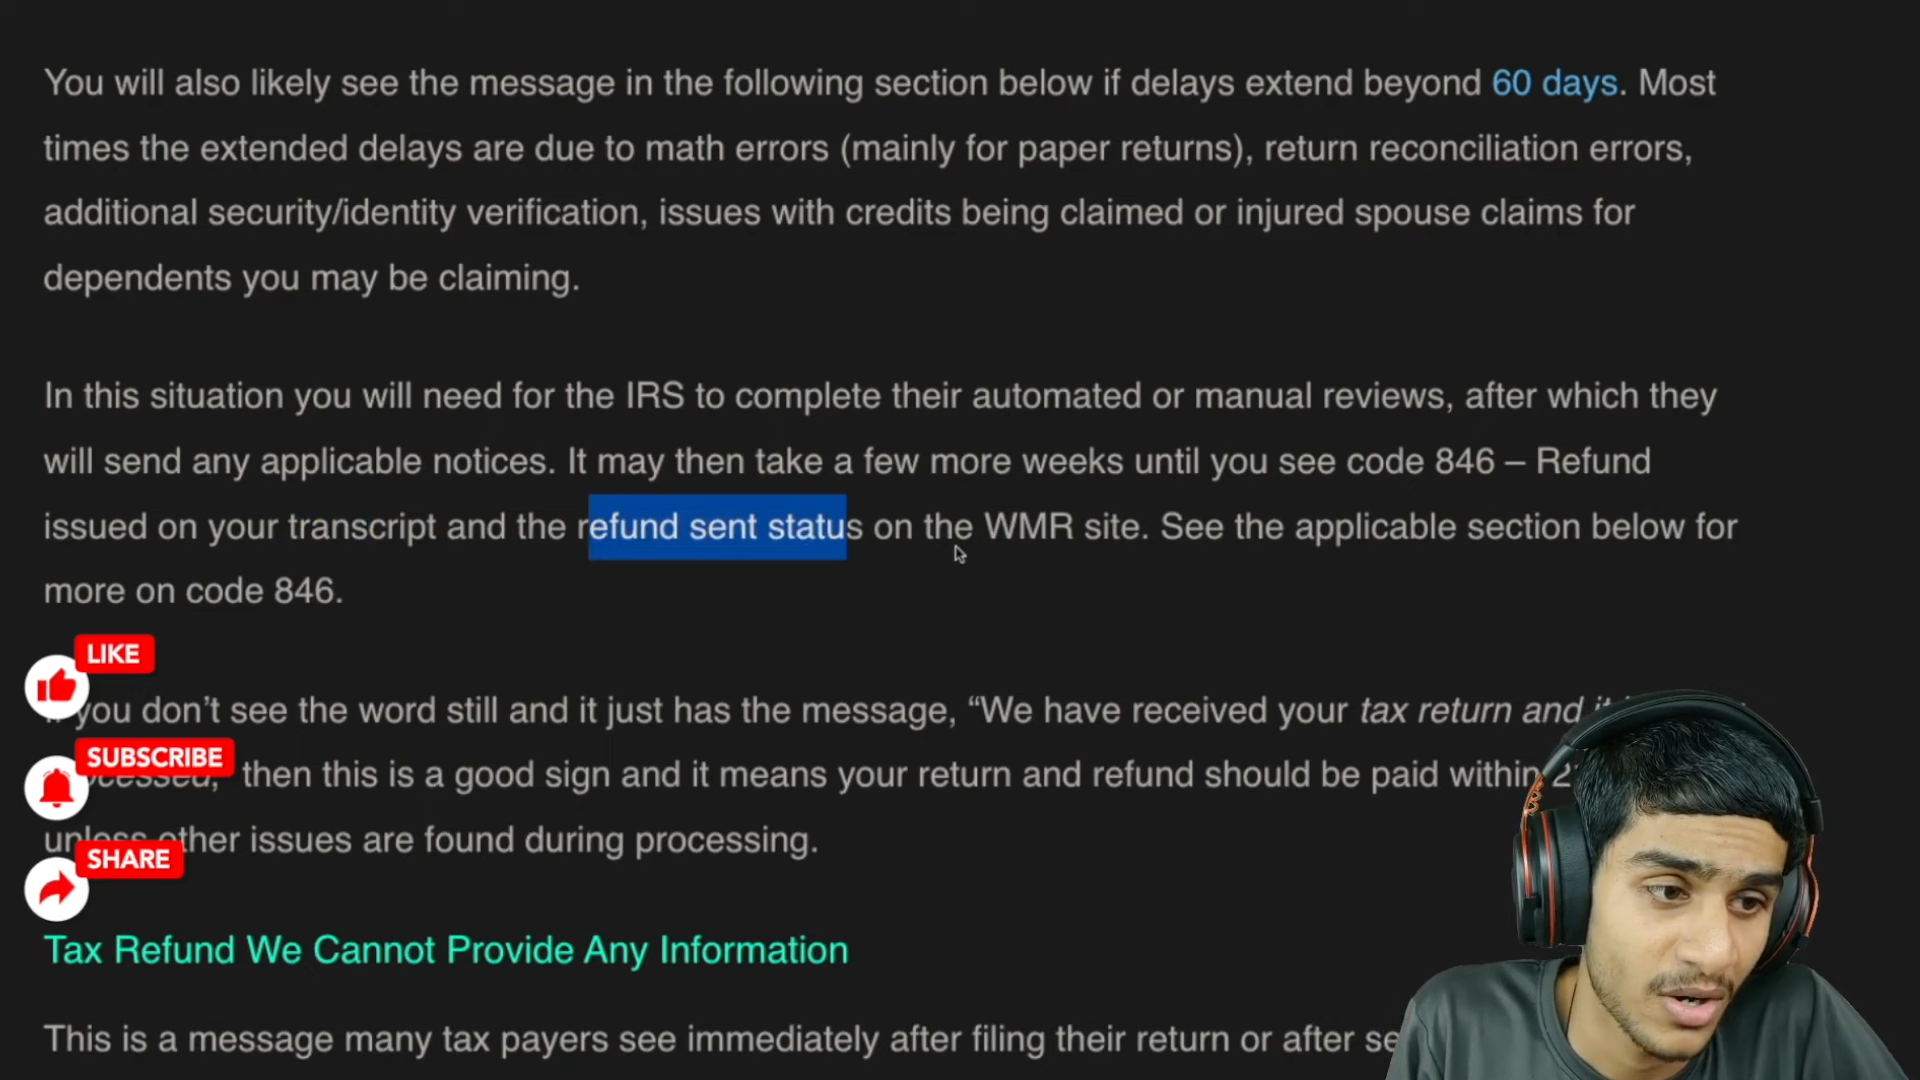 You will also likely see the message in the following section below if delays extend beyond 60 days. Most
times the extended delays are due to math errors (mainly for paper returns), return reconciliation errors,
additional security/identity verification, issues with credits being claimed or injured spouse claims for
dependents you may be claiming.
In this situation you will need for the IRS to complete their automated or manual reviews, after which they
will send any applicable notices. It may then take a few more weeks until you see code 846 – Refund
issued on your transcript and the refund sent status on the WMR site. See the applicable section below for
more on code 846.
LIKE
you don’t see the word still and it just has the message, “We have received your tax return and it
SUBSCRIBE
then this is a good sign and it means your return and refund should be paid within
unless other issues are found during processing.
SHARE
Tax Refund We Cannot Provide Any Information
This is a message many tax payers see immediately after filing their return or after